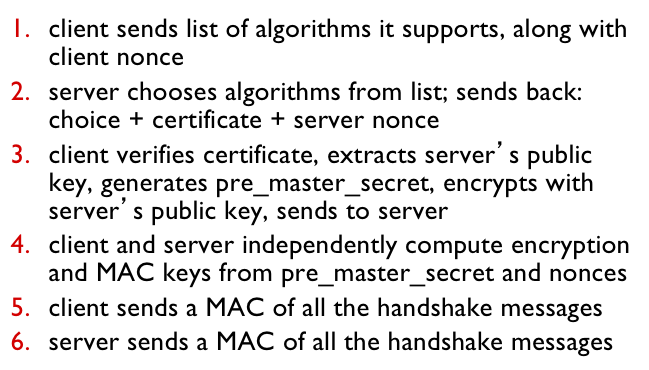 1. client sends list of algorithms it supports, along with
client nonce
2. server chooses algorithms from list; sends back:
choice + certificate + server nonce
3. client verifies certificate, extracts server’s public
key, generates pre_master_secret, encrypts with
server’s public key, sends to server
4. client and server independently compute encryption
and MAC keys from pre_master_secret and nonces
5. client sends a MAC of all the handshake messages
6. server sends a MAC of all the handshake messages